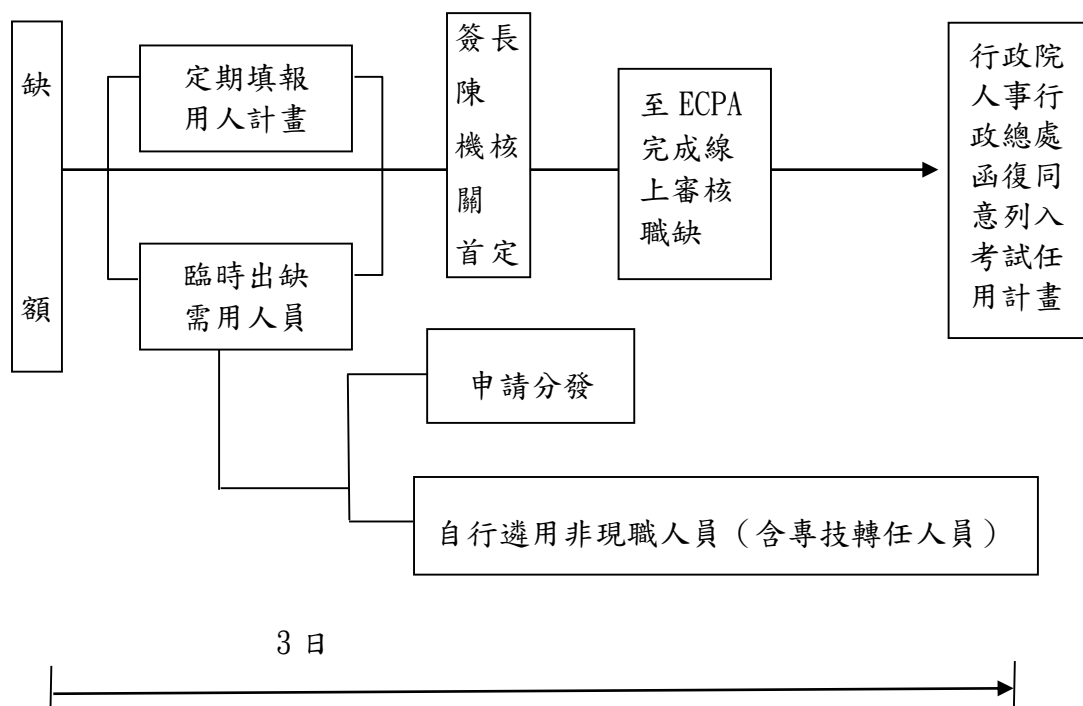 缺
額
定期填報
用人計畫
臨時出缺
需用人員
簽長
陳
機核
關
首定
至 ECPA
完成線
上審核
職缺
行政院
人事行
政總處
函復同
意列入
考試任
用計畫
申請分發
自行遴用非現職人員（含專技轉任人員）
3 日